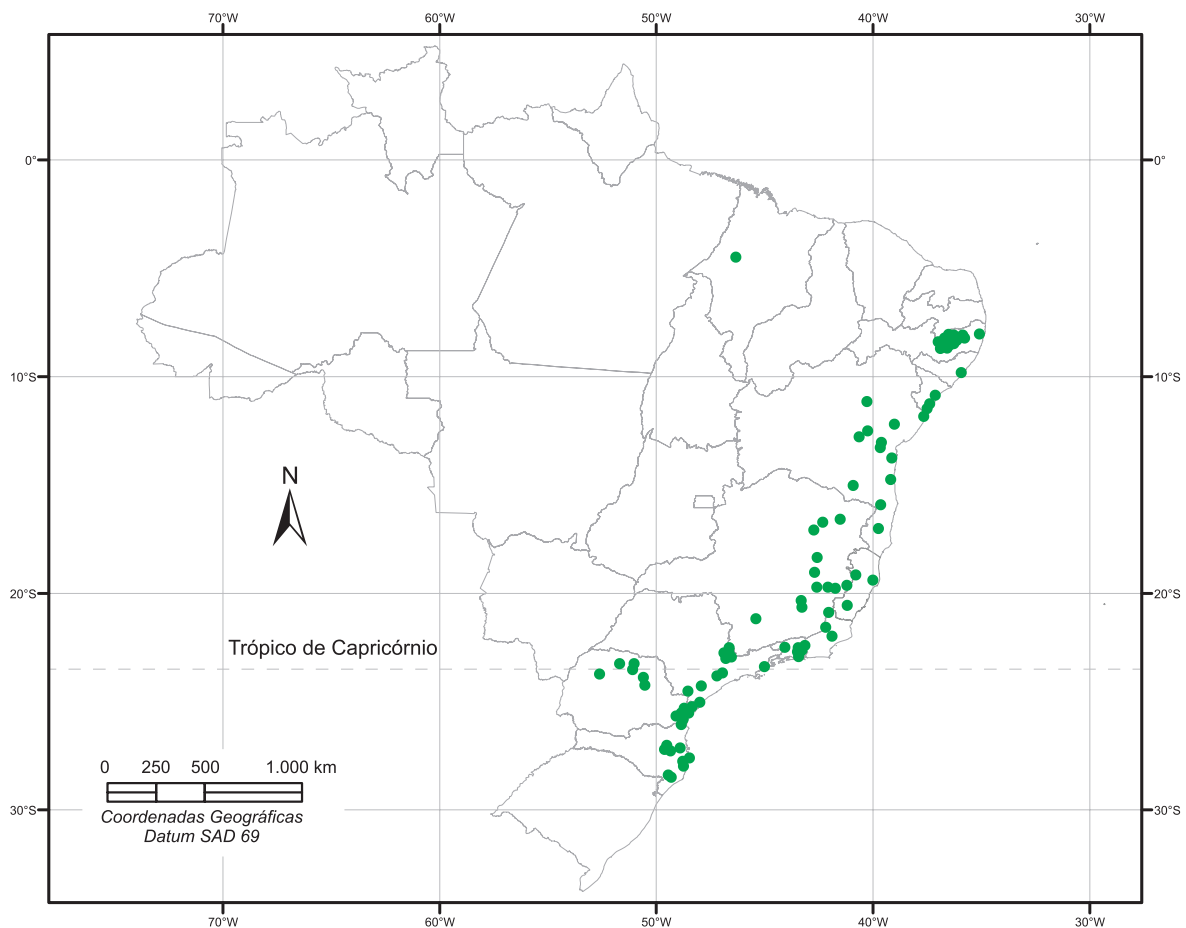 70°W 60°W 50°W 40°W 30°W
0° 0°
10°S 10°S
N
20°S 20°S
Trópico de Capricórnio
0 250 500 1.000 km
30°S 30°S
Coordenadas Geográficas
Datum SAD 69
70°W 60°W 50°W 40°W 30°W